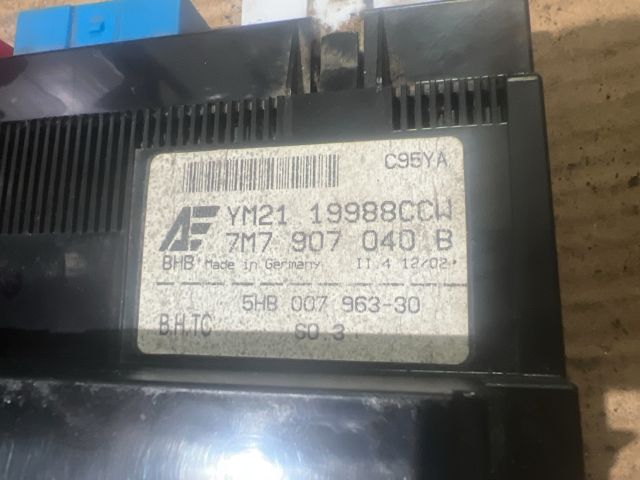 C95YA
AF YM21 19988CCW
7M7 907 040 B
BHB Made in Germany II.4 12/02
5HB 007 963-30
B.H.TC SO.3